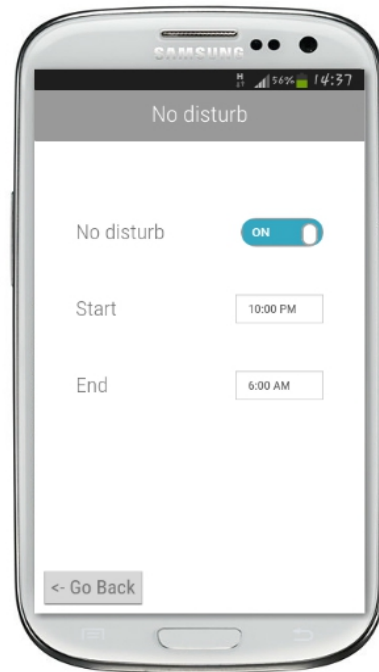 SAMSUNG
H 56% 14:37
No disturb
No disturb ON
Start 10:00 PM
End 6:00 AM
<- Go Back